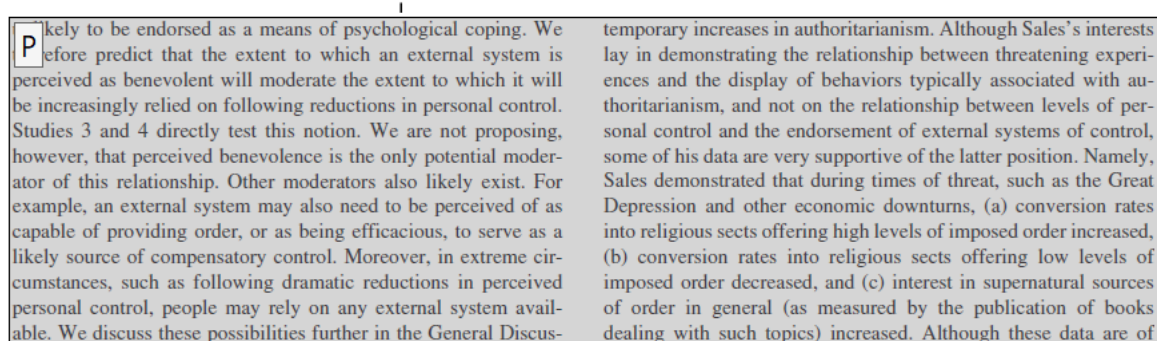 P
kely to be endorsed as a means of psychological coping. We
efore predict that the extent to which an external system is
perceived as benevolent will moderate the extent to which it will
be increasingly relied on following reductions in personal control.
Studies 3 and 4 directly test this notion. We are not proposing,
however, that perceived benevolence is the only potential moder-
ator of this relationship. Other moderators also likely exist. For
example, an external system may also need to be perceived of as
capable of providing order, or as being efficacious, to serve as a
likely source of compensatory control. Moreover, in extreme cir-
cumstances, such as following dramatic reductions in perceived
personal control, people may rely on any external system avail-
able. We discuss these possibilities further in the General Discus-
temporary increases in authoritarianism. Although Sales's interests
lay in demonstrating the relationship between threatening experi-
ences and the display of behaviors typically associated with au-
thoritarianism, and not on the relationship between levels of per-
sonal control and the endorsement of external systems of control,
some of his data are very supportive of the latter position. Namely,
Sales demonstrated that during times of threat, such as the Great
Depression and other economic downturns, (a) conversion rates
into religious sects offering high levels of imposed order increased,
(b) conversion rates into religious sects offering low levels of
imposed order decreased, and (c) interest in supernatural sources
of order in general (as measured by the publication of books
dealing with such topics) increased. Although these data are of